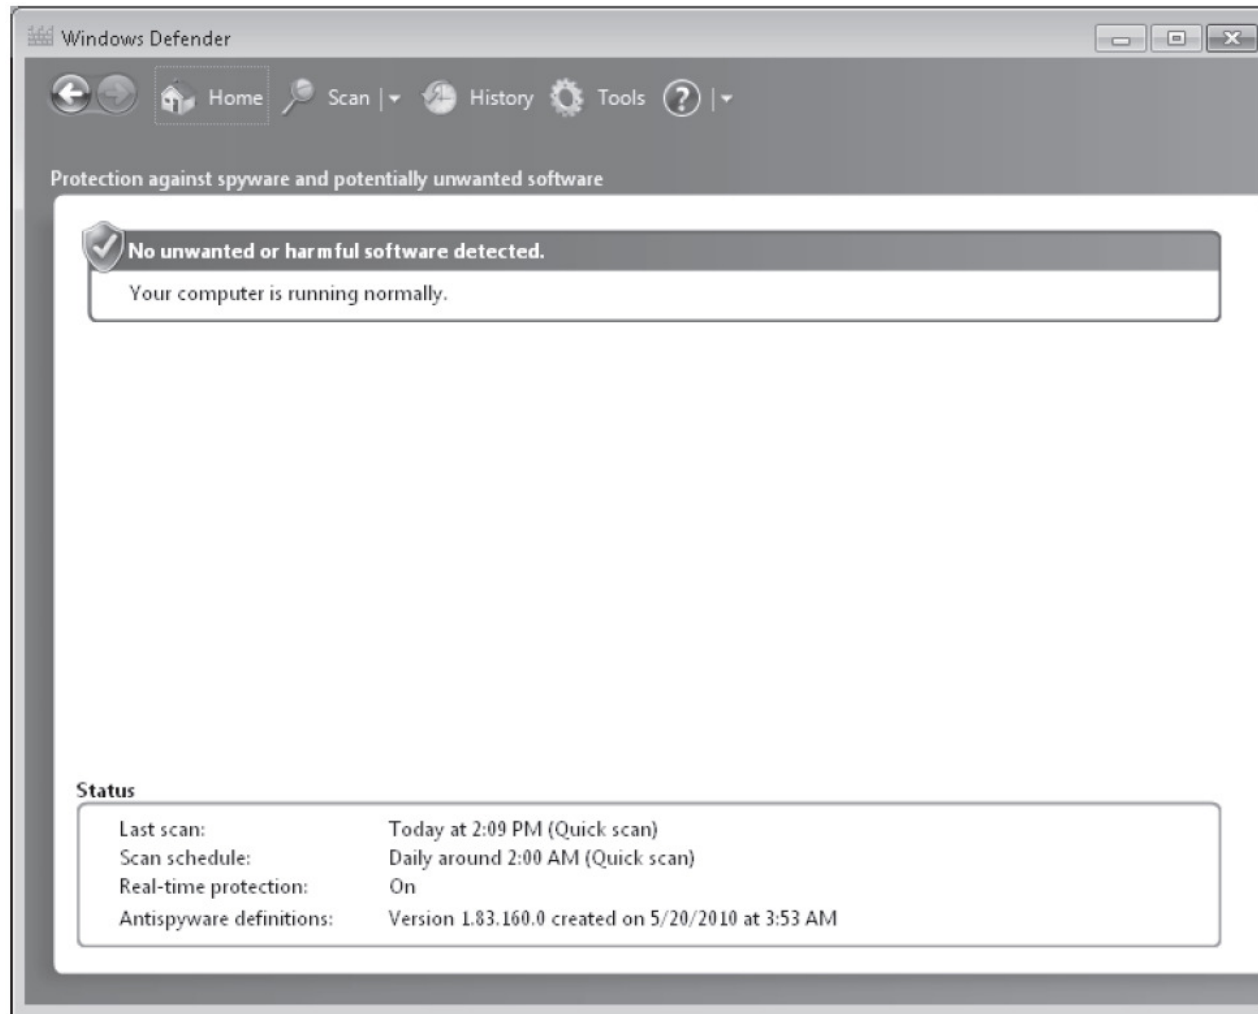 Windows Defender
Home Scan History Tools ?
Protection against spyware and potentially unwanted software
No unwanted or harmful software detected.
Your computer is running normally.
Status
Last scan: Today at 2:09 PM (Quick scan)
Scan schedule: Daily around 2:00 AM (Quick scan)
Real-time protection: On
Antispyware definitions: Version 1.83.160.0 created on 5/20/2010 at 3:53 AM